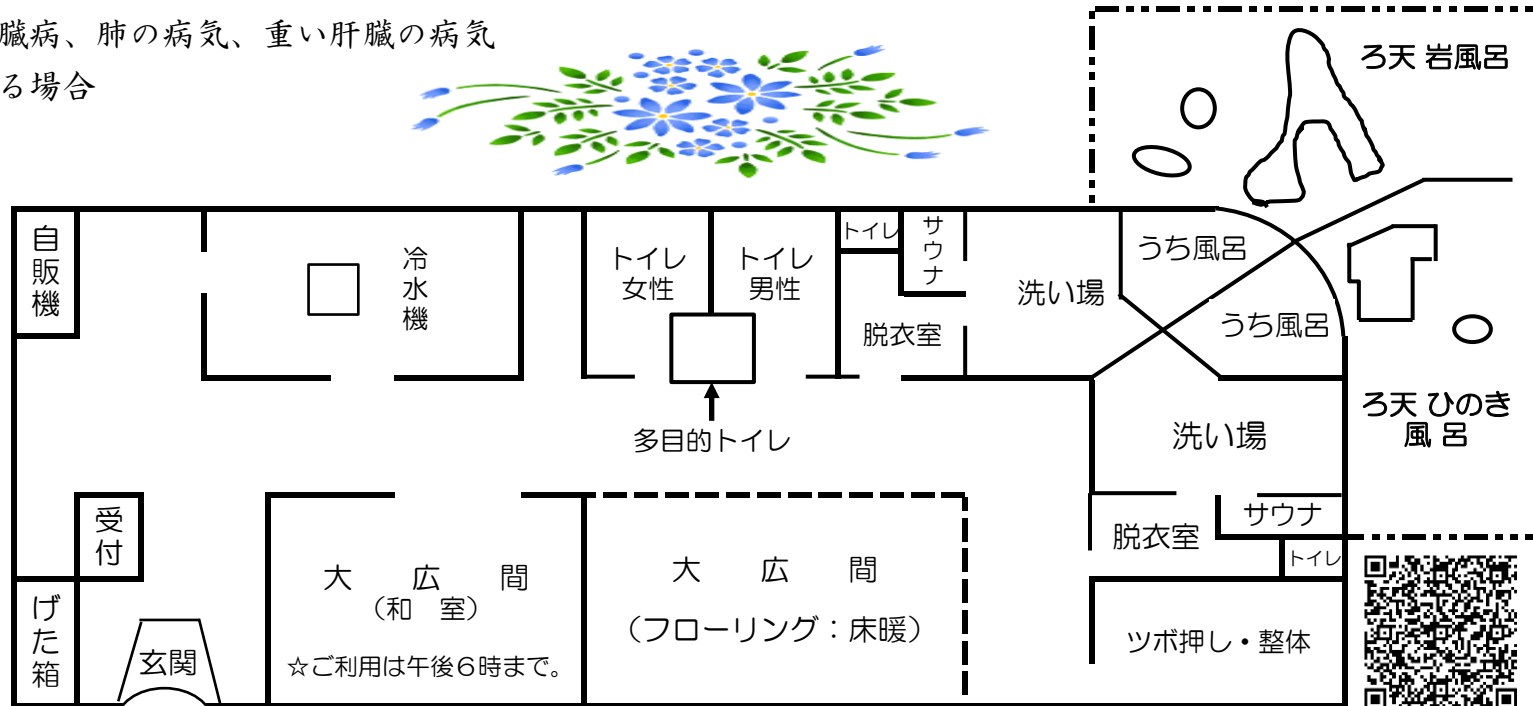 臓病、肺の病気、重い肝臓の病気
る場合
ろ天 岩風呂
自販機
冷水機
トイレ
女性
トイレ
男性
トイレ
サウナ
脱衣室
洗い場
うち風呂
うち風呂
ろ天 ひのき
風 呂
多目的トイレ
洗い場
受付
サウナ
脱衣室
トイレ
げた箱
玄関
大 広 間
(和 室)
☆ご利用は午後6時まで。
大 広 間
(フローリング:床暖)
ツボ押し・整体